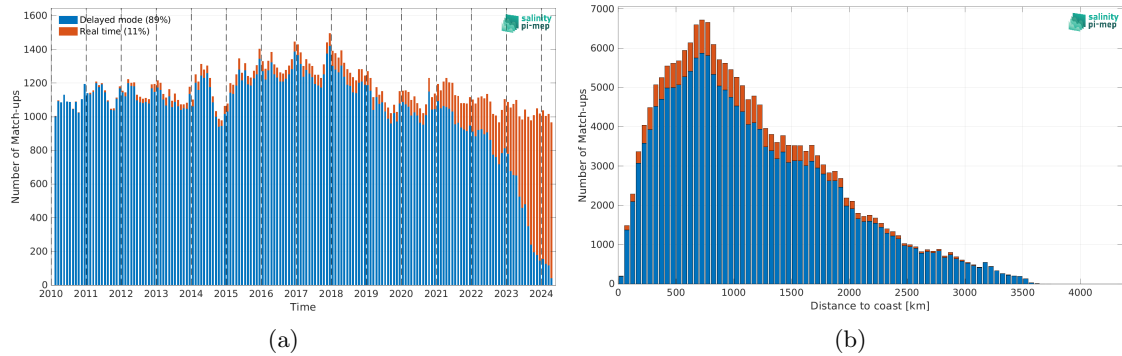 1600
1400
1200
1000
800
600
400
200
0
Number of Match-ups
Delayed mode (89%)
Real time (11%)
salinity
pi-mep
2010 2011 2012 2013 2014 2015 2016 2017 2018 2019 2020 2021 2022 2023 2024
Time
(a)
7000
6000
5000
4000
3000
2000
1000
0
Number of Match-ups
salinity
pi-mep
0 500 1000 1500 2000 2500 3000 3500 4000
Distance to coast [km]
(b)